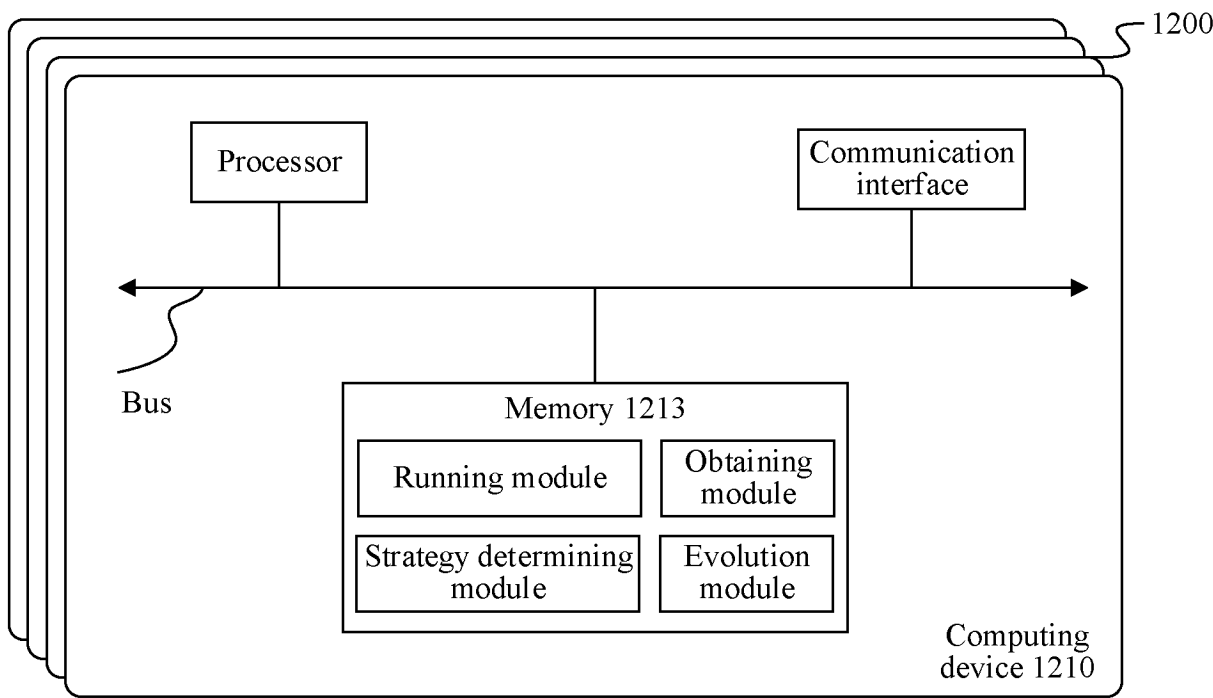 1200
Processor
Communication
interface
Bus
Memory 1213
Running module
Obtaining
module
Strategy determining
module
Evolution
module
Computing
device 1210